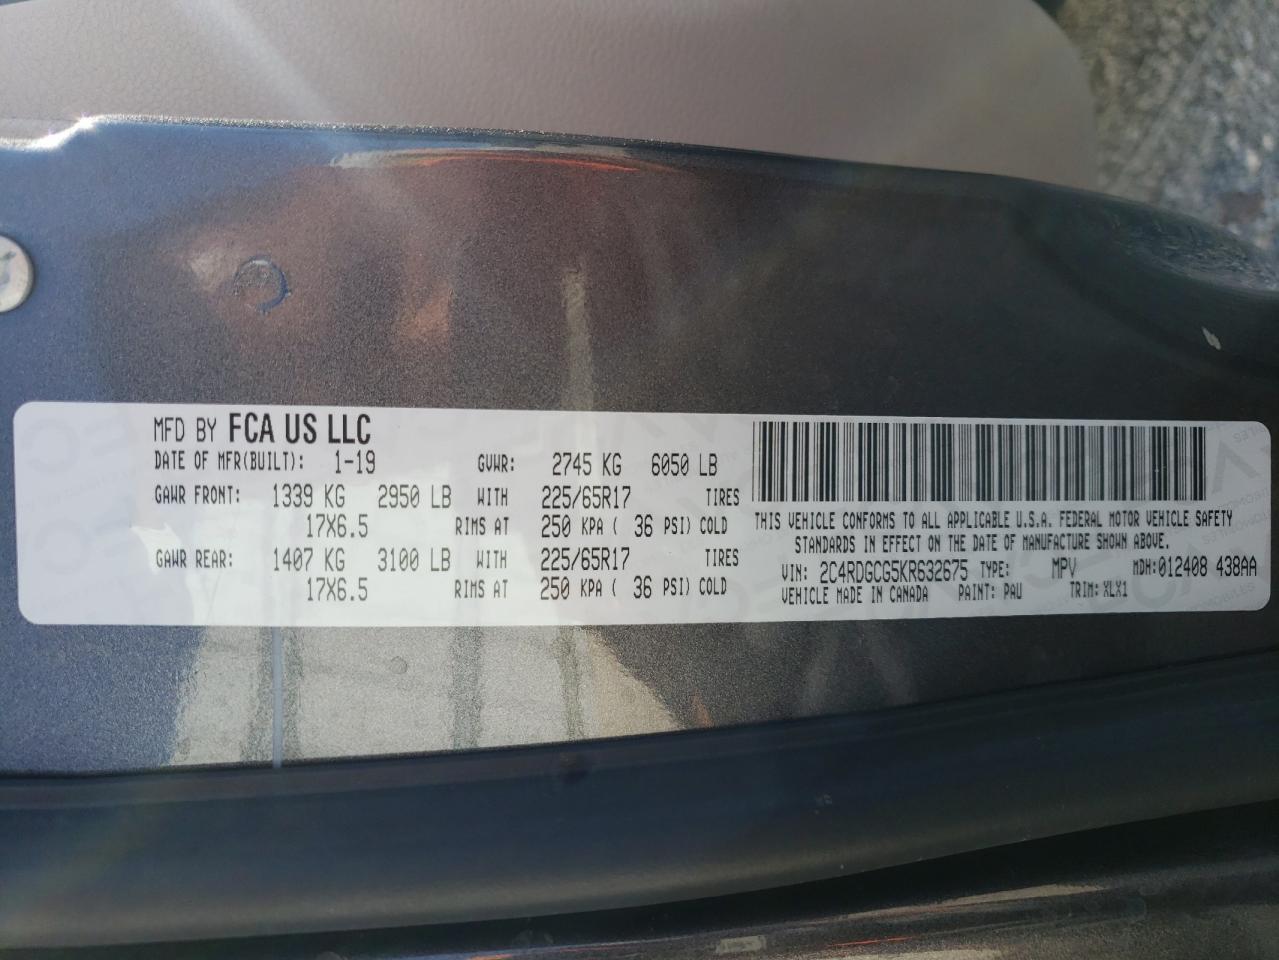 MFD BY FCA US LLC
DATE OF MFR(BUILT): 1-19 GVWR: 2745 KG 6050 LB
GAWR FRONT: 1339 KG 2950 LB WITH 225/65R17 TIRES
17X6.5 RIMS AT 250 KPA ( 36 PSI) COLD
GAWR REAR: 1407 KG 3100 LB WITH 225/65R17 TIRES
17X6.5 RIMS AT 250 KPA ( 36 PSI) COLD
THIS VEHICLE CONFORMS TO ALL APPLICABLE U.S.A. FEDERAL MOTOR VEHICLE SAFETY
STANDARDS IN EFFECT ON THE DATE OF MANUFACTURE SHOWN ABOVE.
VIN: 2C4RDGCG5KR632675 TYPE: MPV MDH: 012408 438AA
VEHICLE MADE IN CANADA PAINT: PAU TRIM: XLX1